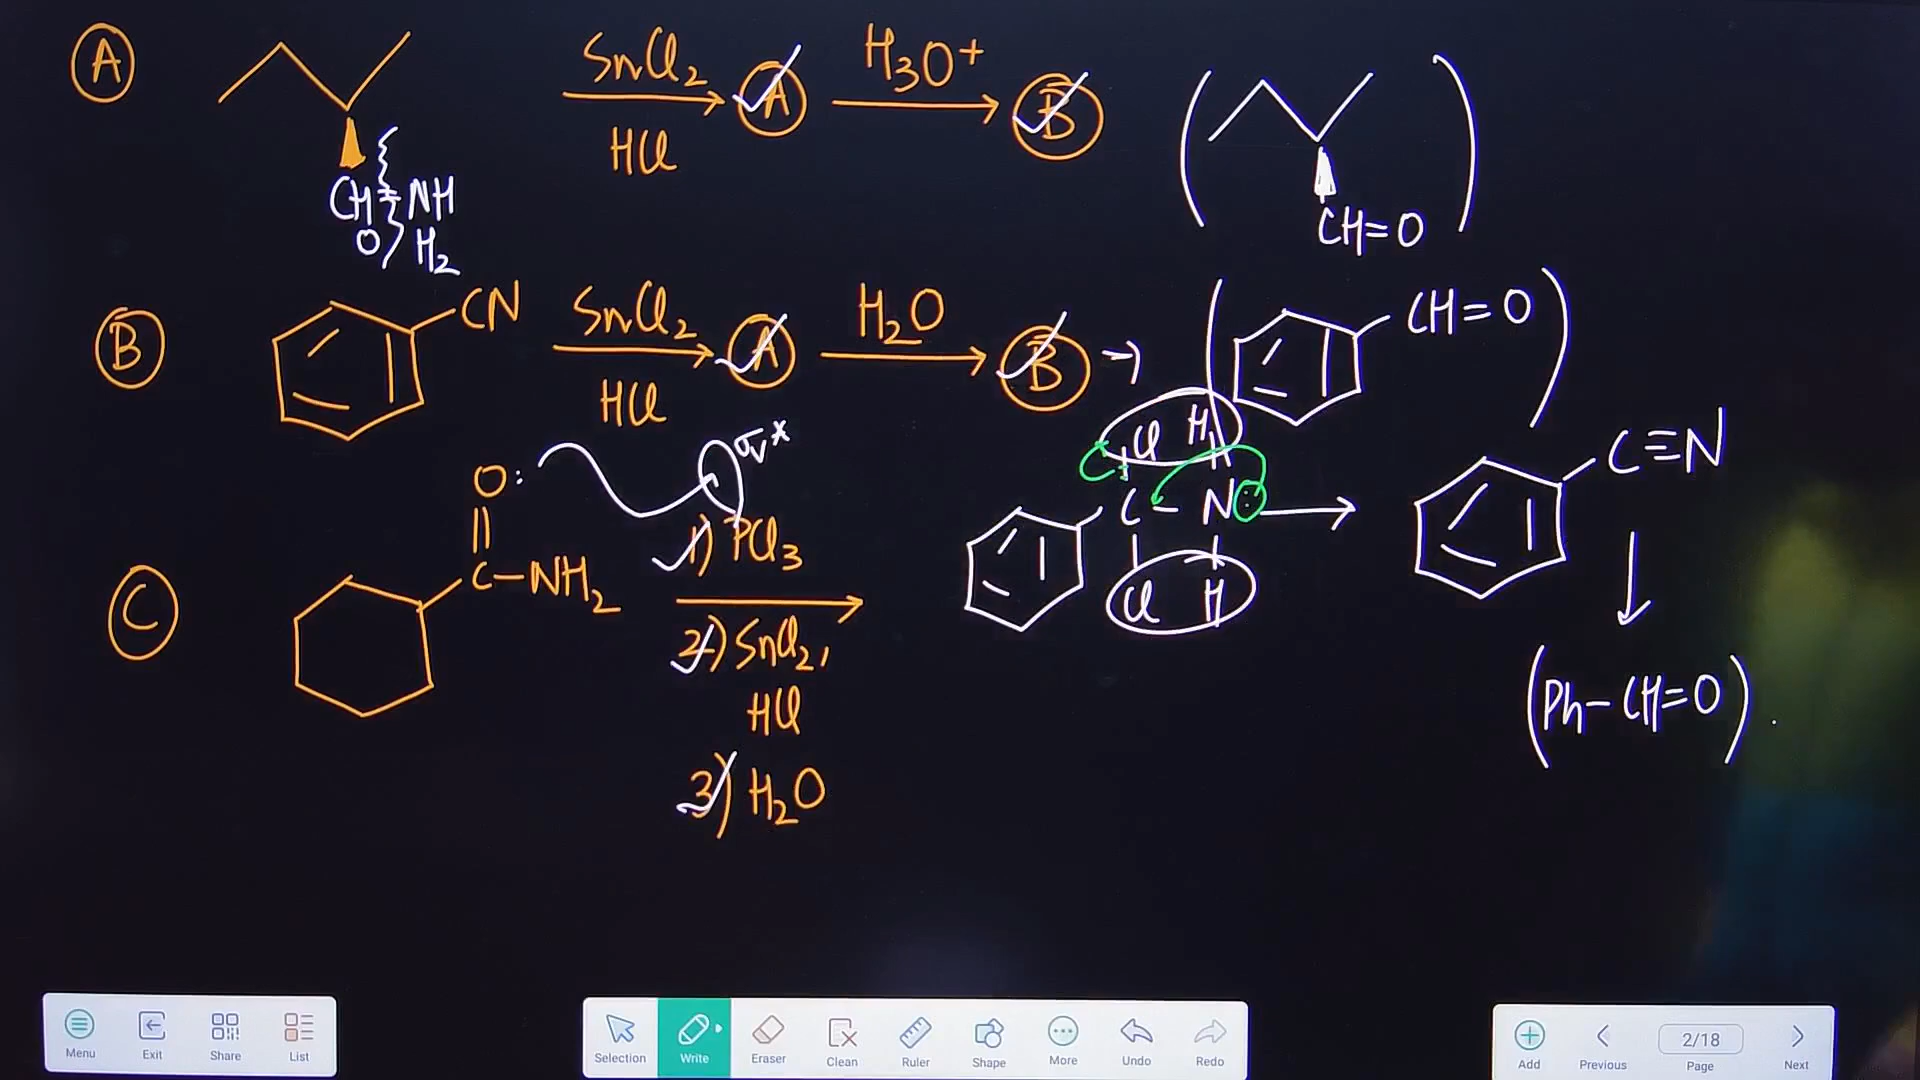 A SnCl2 A H3O+ B
HCl
CH=NH
O H2 CH=O
B CN SnCl2 A H2O B → CH=O
HCl
O: σ* Cl H C≡N
1) PCl3 C-N:
C C-NH2 Cl H
2) SnCl2,
HCl (Ph-CH=O).
3) H2O
Menu Exit Share List Selection Write Eraser Clean Ruler Shape More Undo Redo Add Previous 2/18 Page Next